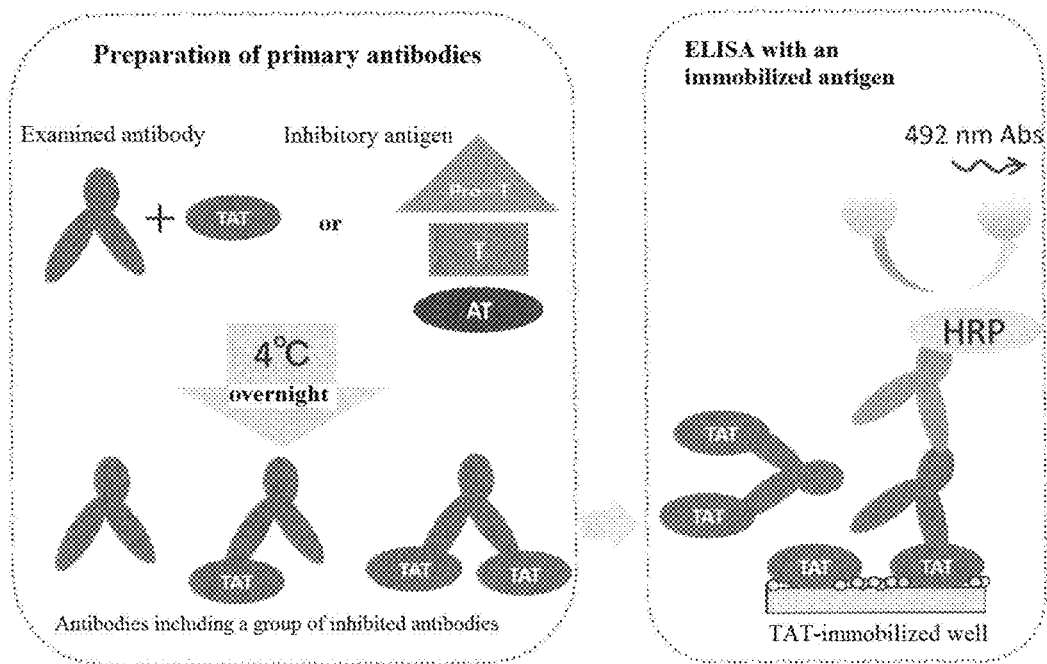 Preparation of primary antibodies
Examined antibody
Inhibitory antigen
TAT
or
T
AT
4°C
overnight
TAT
TAT
TAT
Antibodies including a group of inhibited antibodies
ELISA with an
immobilized antigen
492 nm Abs
HRP
TAT
TAT
TAT
TAT
TAT-immobilized well